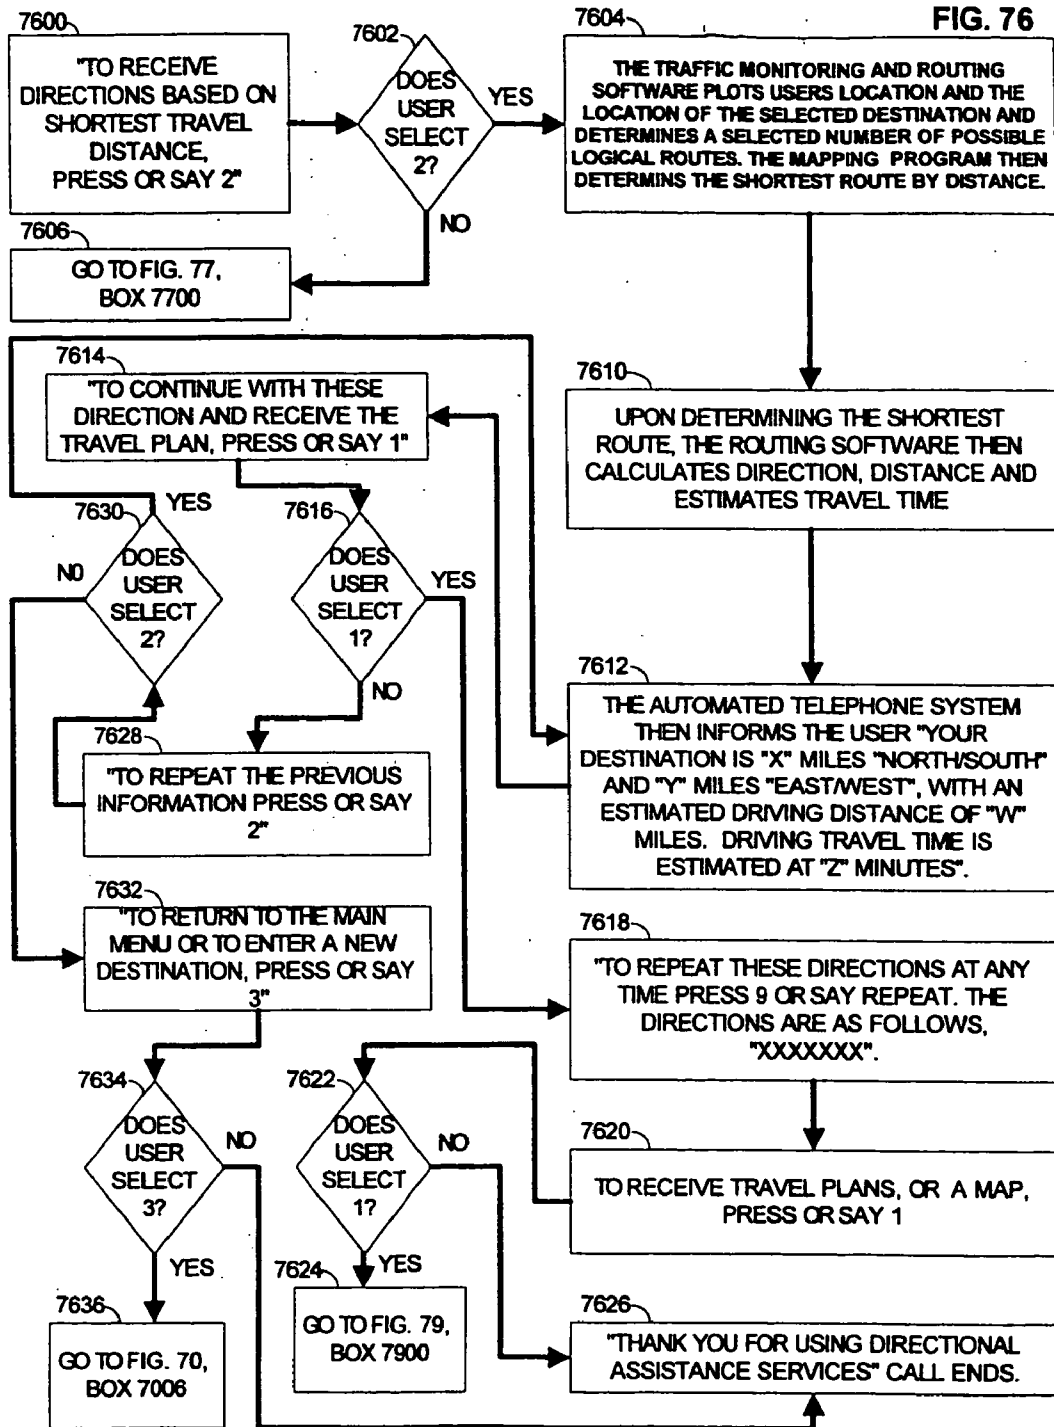 FIG. 76
7600
"TO RECEIVE
DIRECTIONS BASED ON
SHORTEST TRAVEL
DISTANCE,
PRESS OR SAY 2"
7602
DOES
USER
SELECT
2?
YES
NO
7604
THE TRAFFIC MONITORING AND ROUTING
SOFTWARE PLOTS USERS LOCATION AND THE
LOCATION OF THE SELECTED DESTINATION AND
DETERMINES A SELECTED NUMBER OF POSSIBLE
LOGICAL ROUTES. THE MAPPING PROGRAM THEN
DETERMINS THE SHORTEST ROUTE BY DISTANCE.
7606
GO TO FIG. 77,
BOX 7700
7610
UPON DETERMINING THE SHORTEST
ROUTE, THE ROUTING SOFTWARE THEN
CALCULATES DIRECTION, DISTANCE AND
ESTIMATES TRAVEL TIME
7612
THE AUTOMATED TELEPHONE SYSTEM
THEN INFORMS THE USER "YOUR
DESTINATION IS "X" MILES "NORTH/SOUTH"
AND "Y" MILES "EAST/WEST", WITH AN
ESTIMATED DRIVING DISTANCE OF "W"
MILES. DRIVING TRAVEL TIME IS
ESTIMATED AT "Z" MINUTES".
7614
"TO CONTINUE WITH THESE
DIRECTION AND RECEIVE THE
TRAVEL PLAN, PRESS OR SAY 1"
7616
DOES
USER
SELECT
1?
YES
NO
7630
DOES
USER
SELECT
2?
YES
NO
7628
"TO REPEAT THE PREVIOUS
INFORMATION PRESS OR SAY
2"
7632
"TO RETURN TO THE MAIN
MENU OR TO ENTER A NEW
DESTINATION, PRESS OR SAY
3"
7618
"TO REPEAT THESE DIRECTIONS AT ANY
TIME PRESS 9 OR SAY REPEAT. THE
DIRECTIONS ARE AS FOLLOWS,
"XXXXXXX".
7620
TO RECEIVE TRAVEL PLANS, OR A MAP,
PRESS OR SAY 1
7622
DOES
USER
SELECT
1?
NO
YES
7634
DOES
USER
SELECT
3?
NO
YES
7624
GO TO FIG. 79,
BOX 7900
7636
GO TO FIG. 70,
BOX 7006
7626
"THANK YOU FOR USING DIRECTIONAL
ASSISTANCE SERVICES" CALL ENDS.